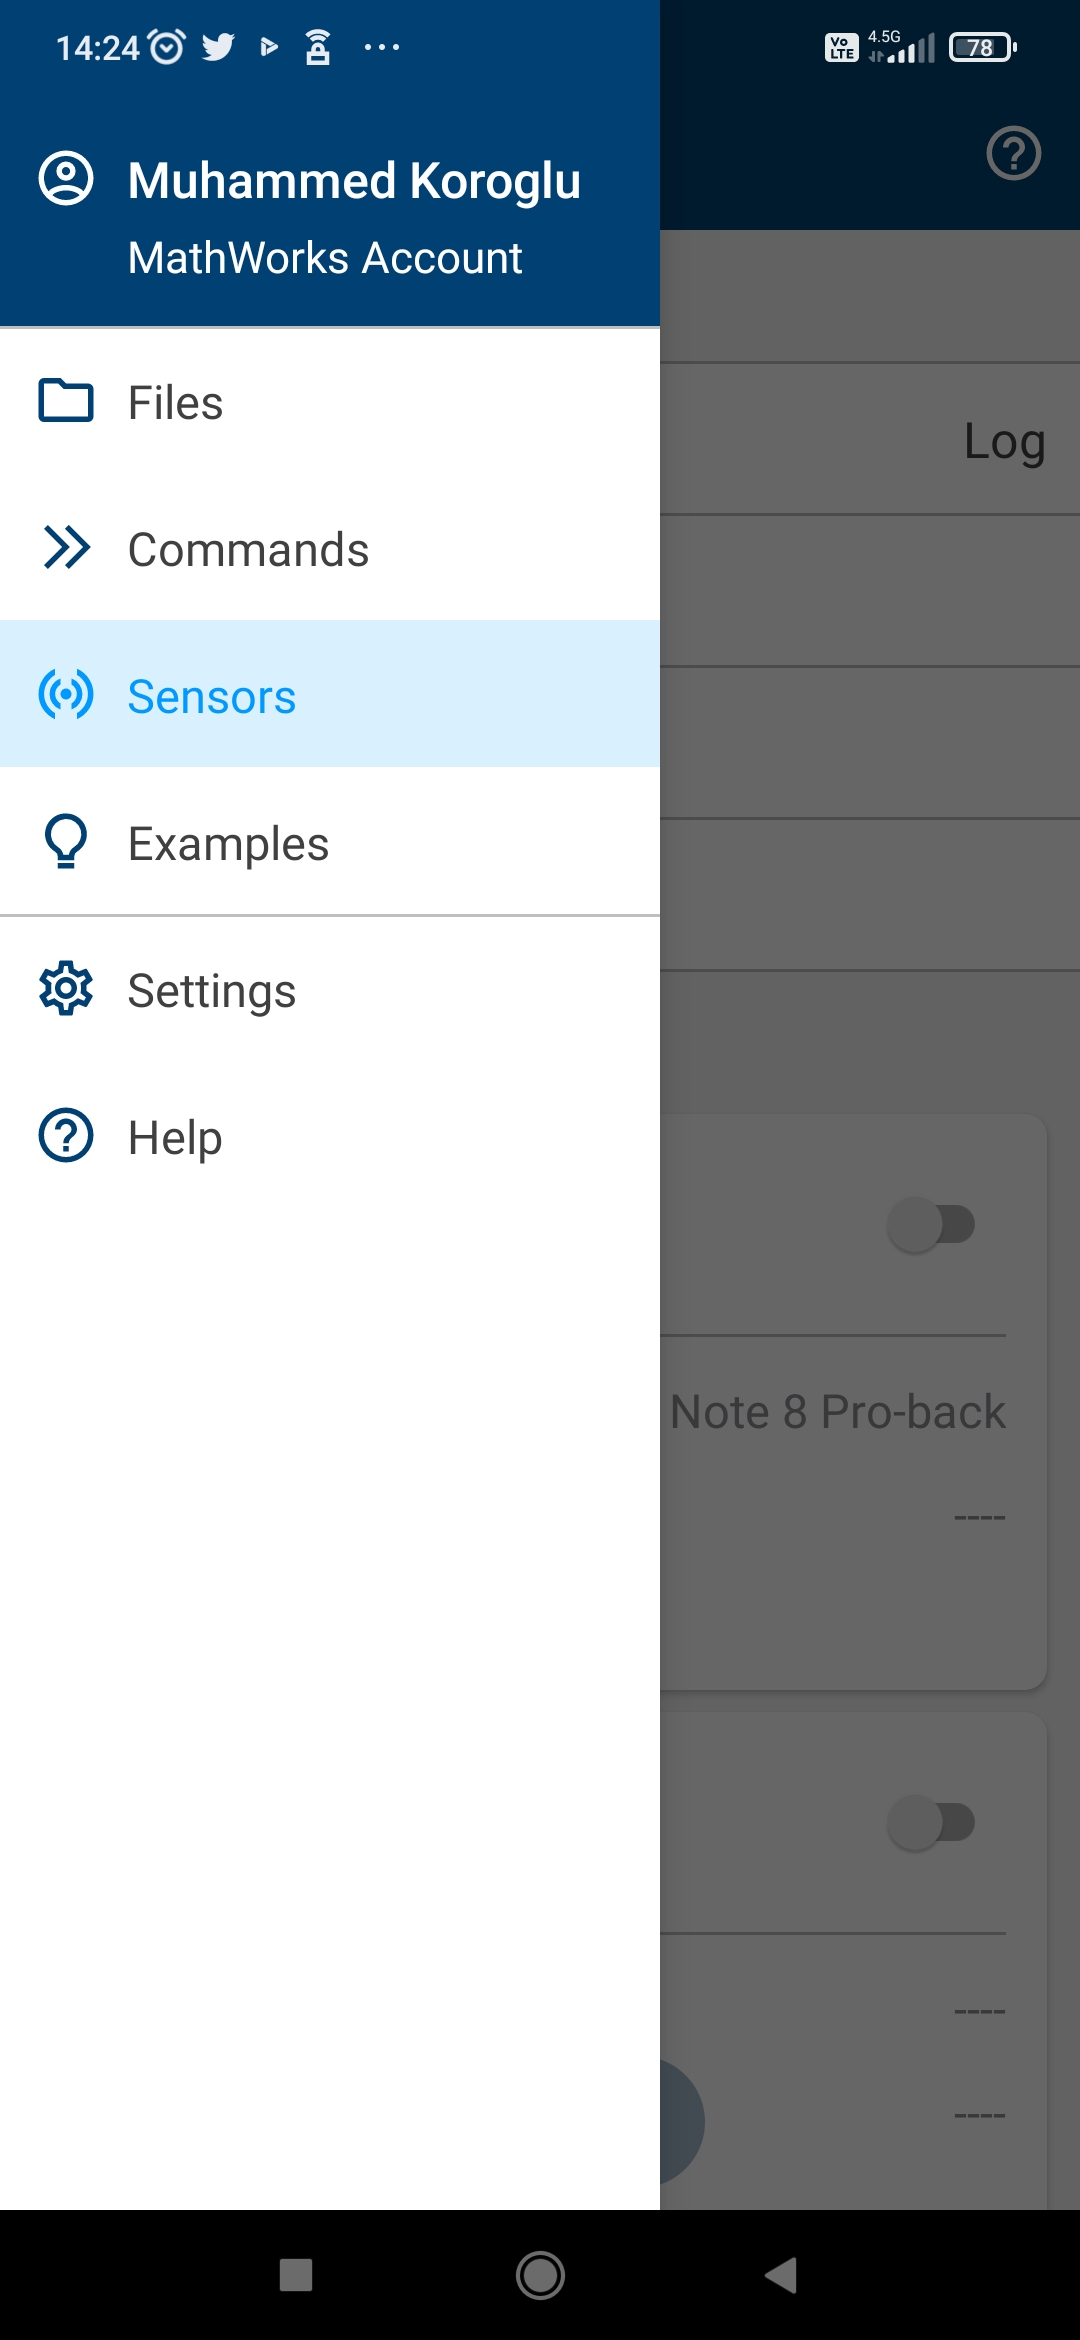 14:24
Vo LTE 4.5G 78
Muhammed Koroglu
MathWorks Account
Files
Log
Commands
Sensors
Examples
Settings
Help
Note 8 Pro-back
----
----
----